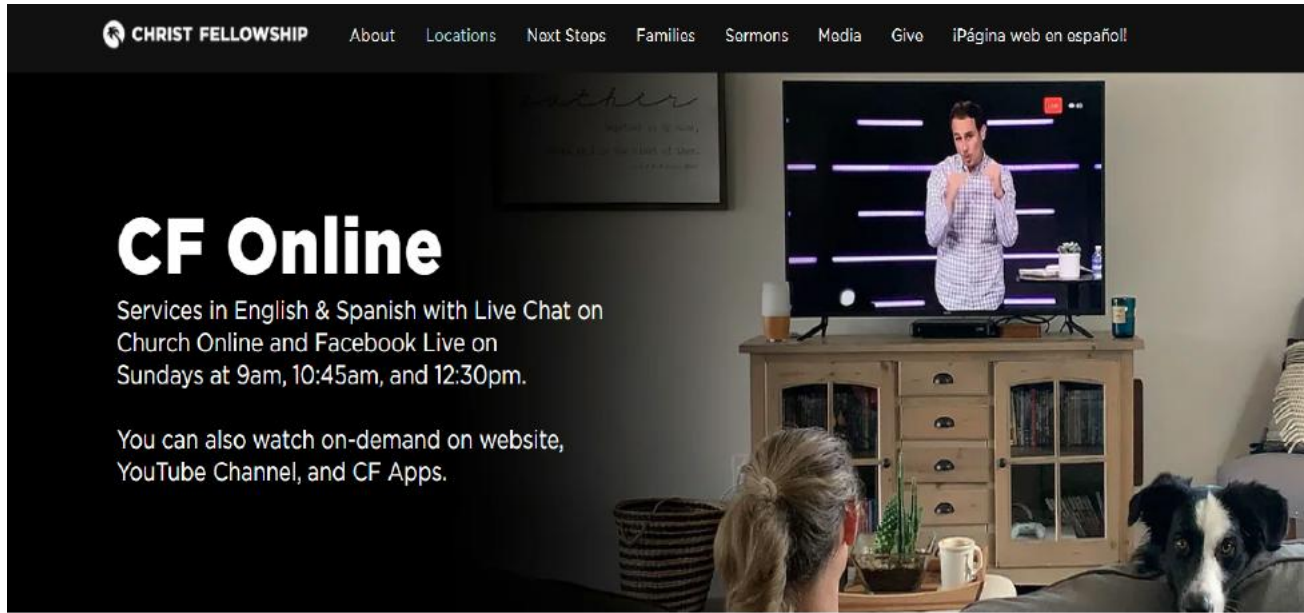 CHRIST FELLOWSHIP About Locations Next Steps Families Sermons Media Give ¡Página web en español!
gather
LIVE
CF Online
Services in English & Spanish with Live Chat on
Church Online and Facebook Live on
Sundays at 9am, 10:45am, and 12:30pm.
You can also watch on-demand on website,
YouTube Channel, and CF Apps.